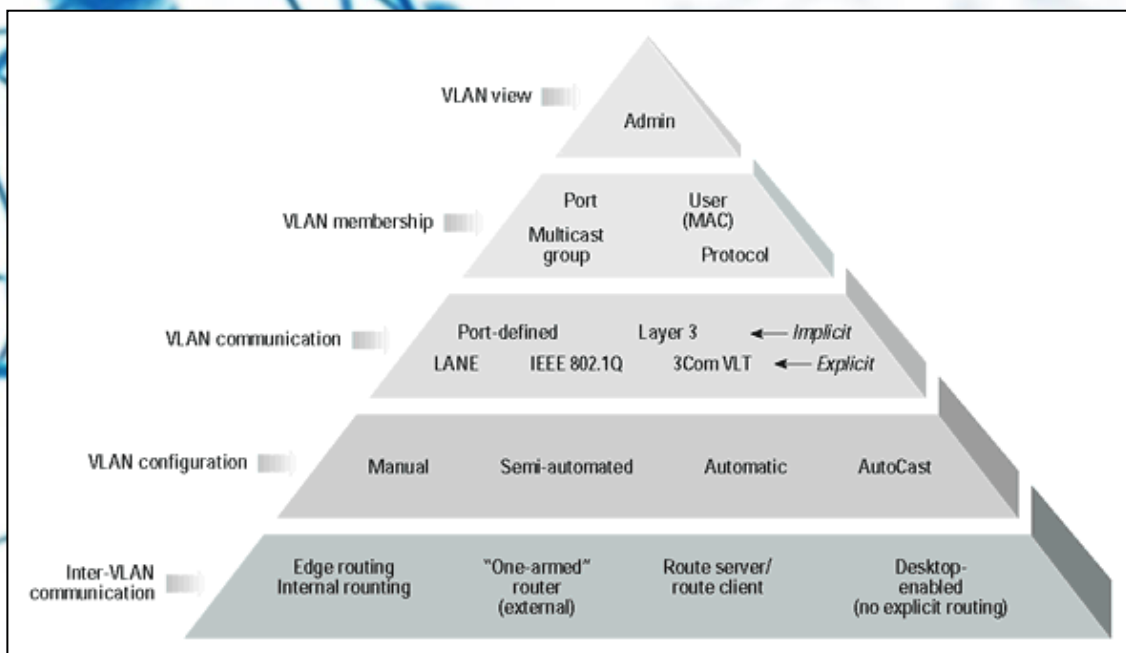 VLAN view
Admin
VLAN membership
Port
User
(MAC)
Multicast
group
Protocol
VLAN communication
Port-defined Layer 3 Implicit
LANE IEEE 802.1Q 3Com VLT Explicit
VLAN configuration
Manual Semi-automated Automatic AutoCast
Inter-VLAN
communication
Edge routing
Internal rounting
"One-armed"
router
(external)
Route server/
route client
Desktop-
enabled
(no explicit routing)